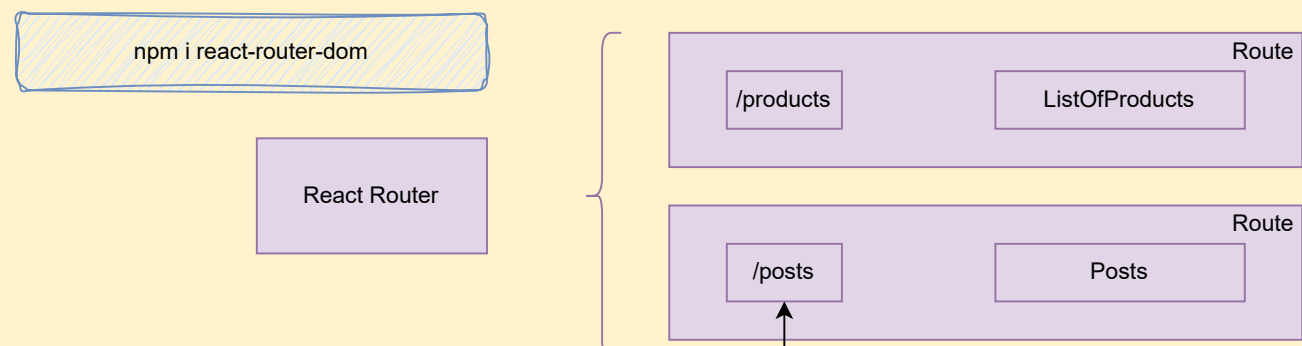 npm i react-router-dom
Route
/products
ListOfProducts
React Router
Route
/posts
Posts